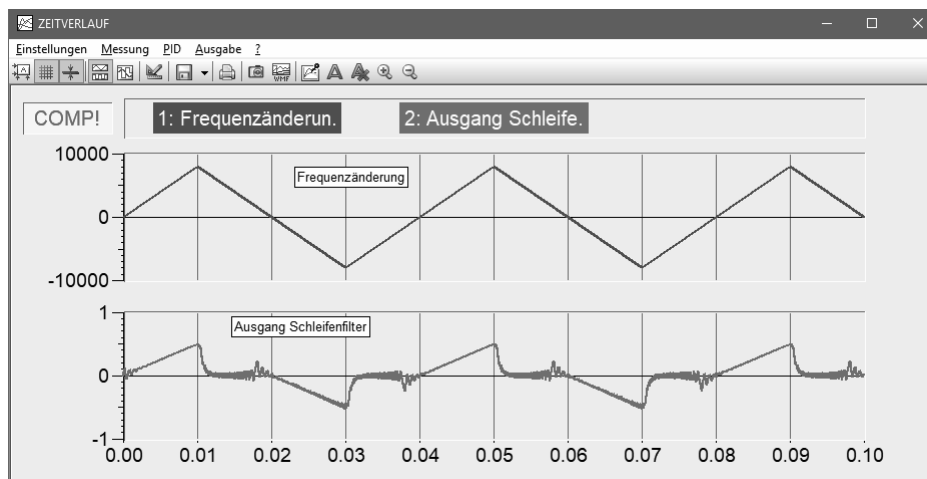 ZEITVERLAUF
Einstellungen Messung PID Ausgabe ?
WMF
COMP! 1: Frequenzänderun. 2: Ausgang Schleife.
10000
Frequenzänderung
0
-10000
1
Ausgang Schleifenfilter
0
-1
0.00 0.01 0.02 0.03 0.04 0.05 0.06 0.07 0.08 0.09 0.10